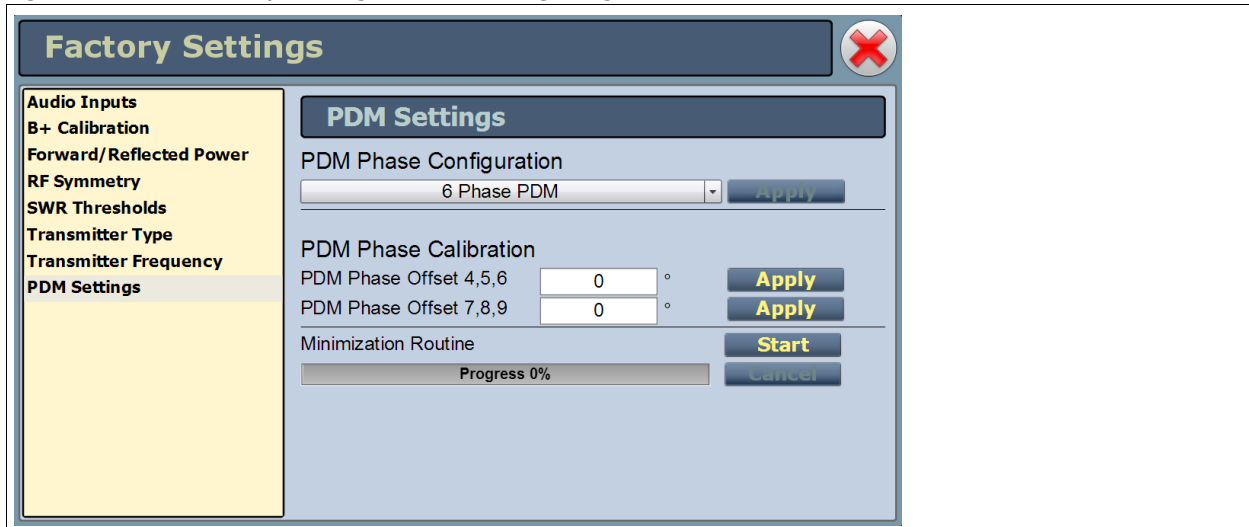 Factory Settings
Audio Inputs
B+ Calibration
Forward/Reflected Power
RF Symmetry
SWR Thresholds
Transmitter Type
Transmitter Frequency
PDM Settings
PDM Settings
PDM Phase Configuration
6 Phase PDM Apply
PDM Phase Calibration
PDM Phase Offset 4,5,6 0 ° Apply
PDM Phase Offset 7,8,9 0 ° Apply
Minimization Routine Start
Progress 0% Cancel